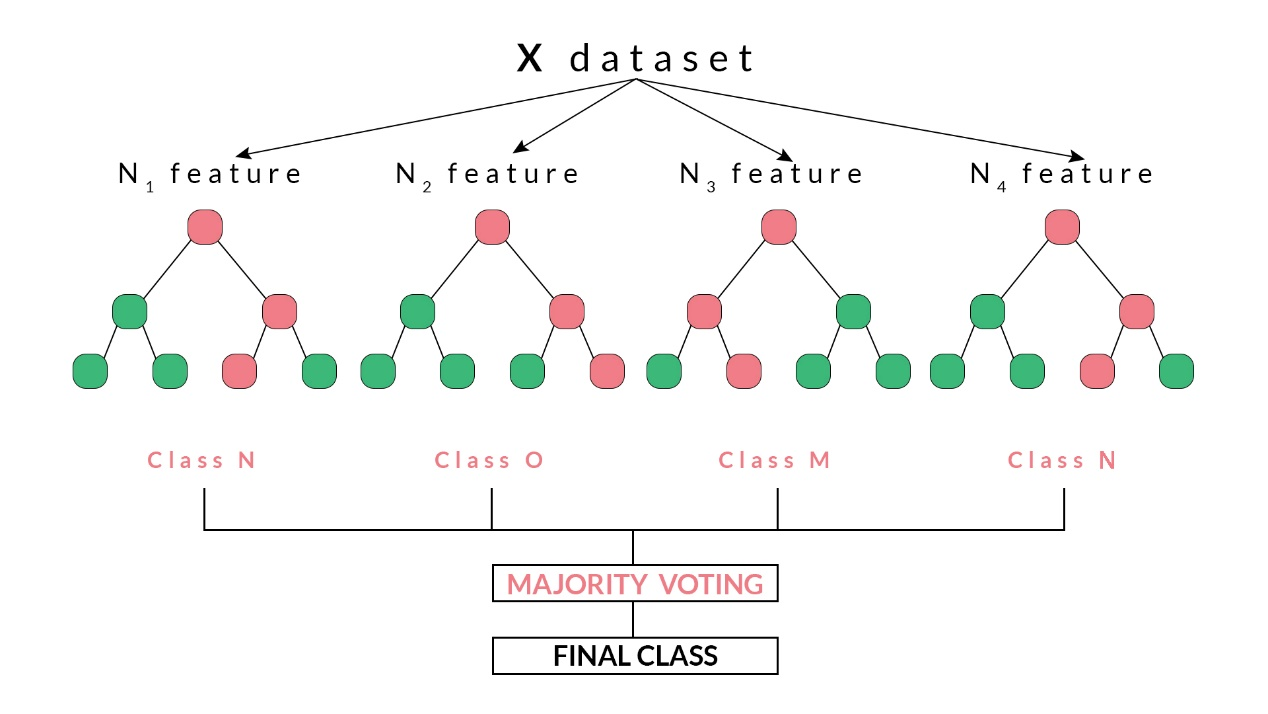 X dataset
N1 feature N2 feature N3 feature N4 feature
Class N Class O Class M Class N
MAJORITY VOTING
FINAL CLASS